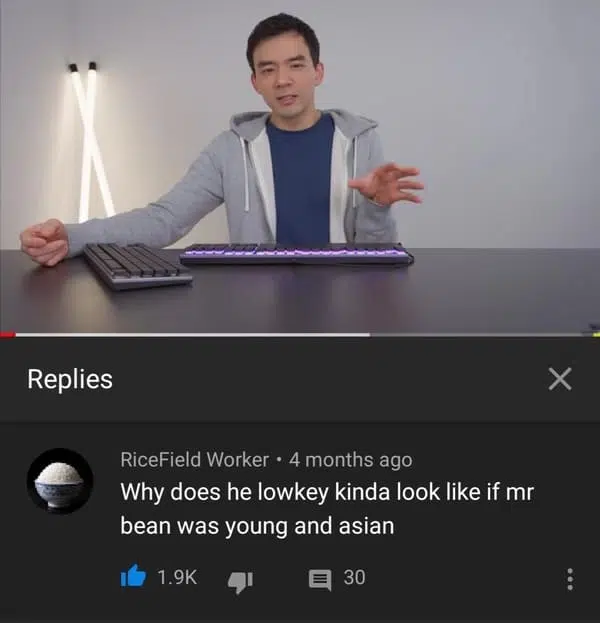 Replies
RiceField Worker • 4 months ago
Why does he lowkey kinda look like if mr
bean was young and asian
1.9K
30